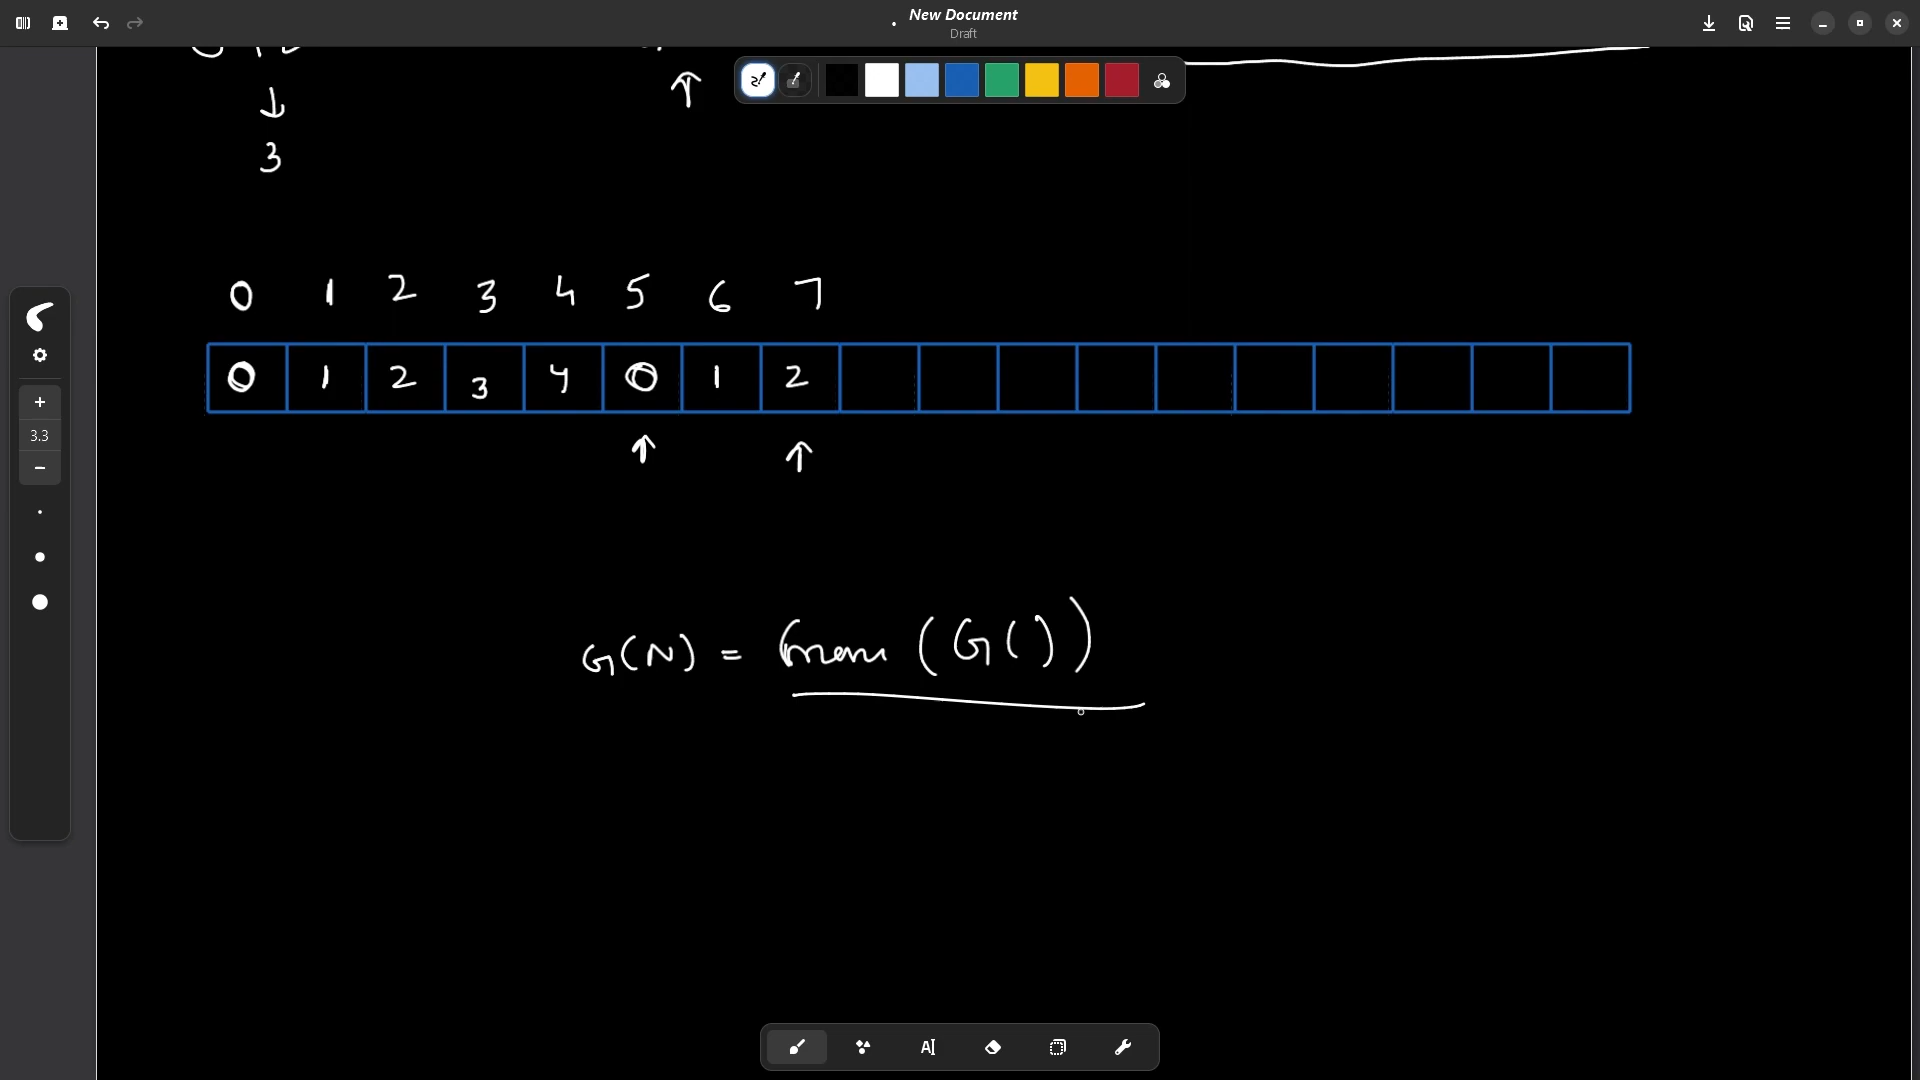 New Document
Draft
3
0 1 2 3 4 5 6 7
0 1 2 3 4 0 1 2
3.3
G(N) = (G())